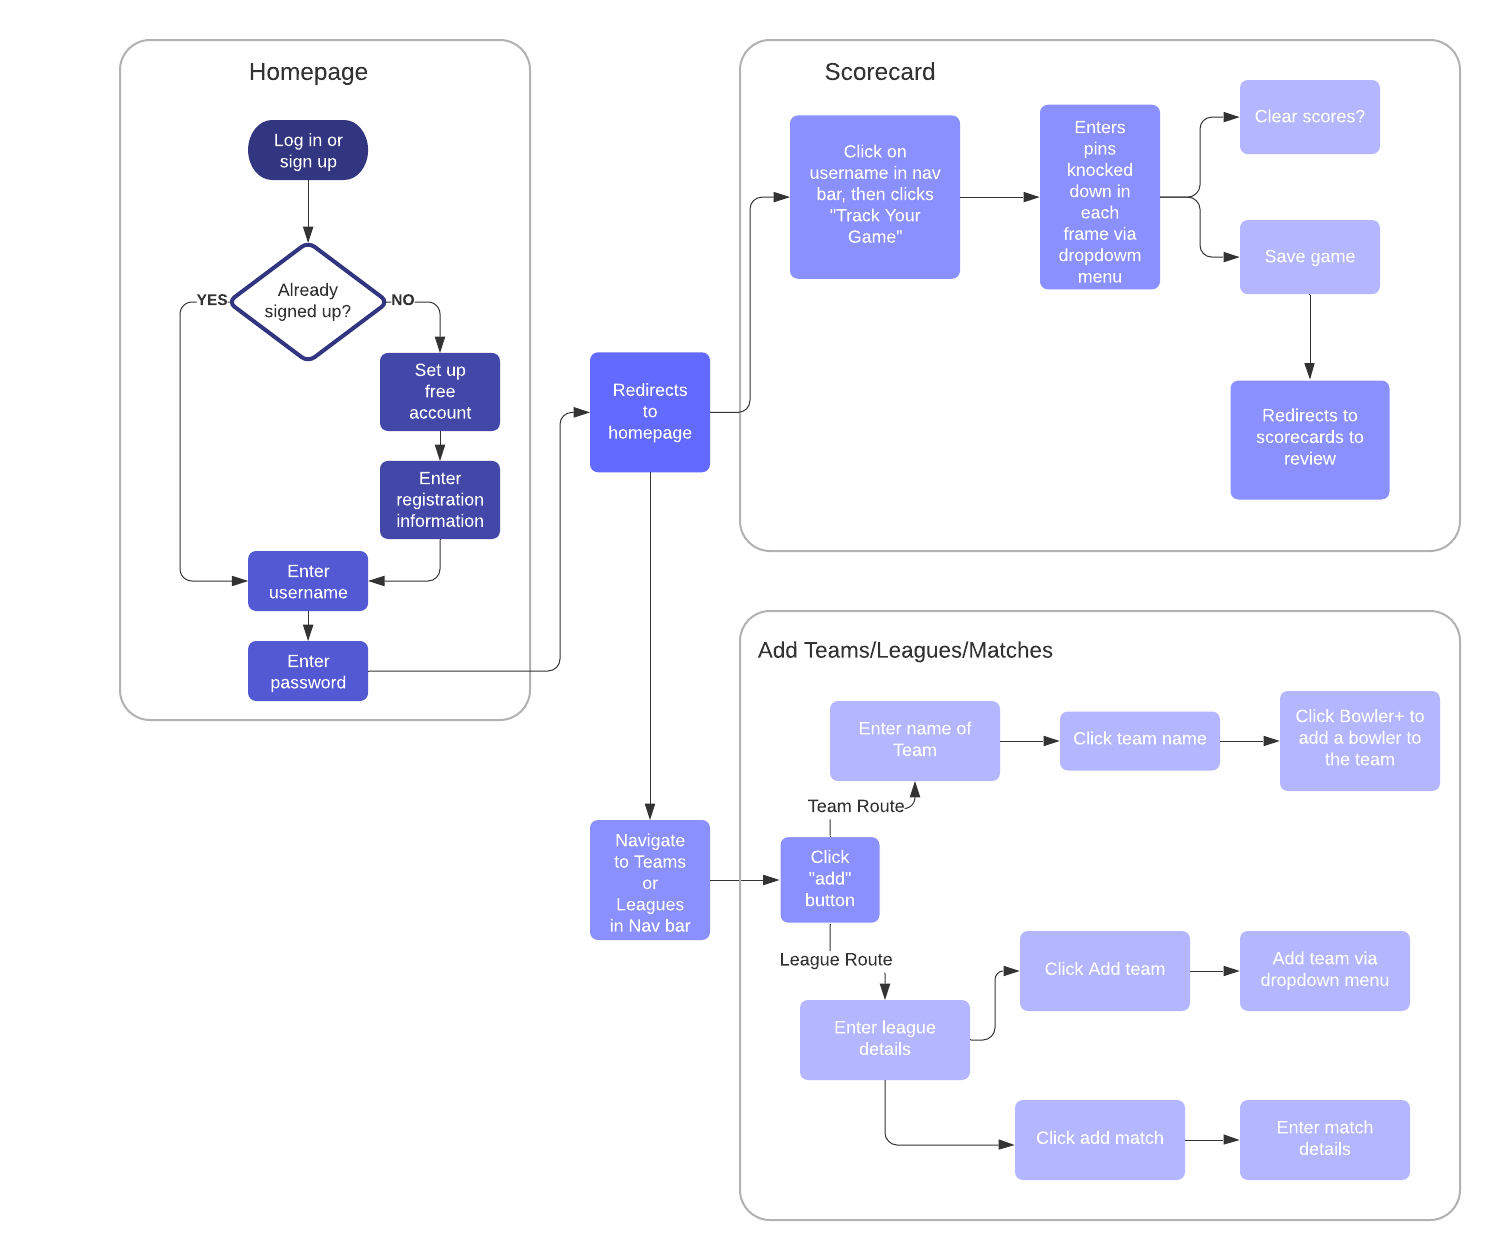 Homepage
Log in or
sign up
Already
signed up?
YES
NO
Set up
free
account
Enter
registration
information
Enter
username
Enter
password
Redirects
to
homepage
Navigate
to Teams
or
Leagues
in Nav bar
Scorecard
Click on
username in nav
bar, then clicks
"Track Your
Game"
Enters
pins
knocked
down in
each
frame via
dropdowm
menu
Clear scores?
Save game
Redirects to
scorecards to
review
Add Teams/Leagues/Matches
Click
"add"
button
Team Route
Enter name of
Team
Click team name
Click Bowler+ to
add a bowler to
the team
League Route
Enter league
details
Click Add team
Add team via
dropdown menu
Click add match
Enter match
details